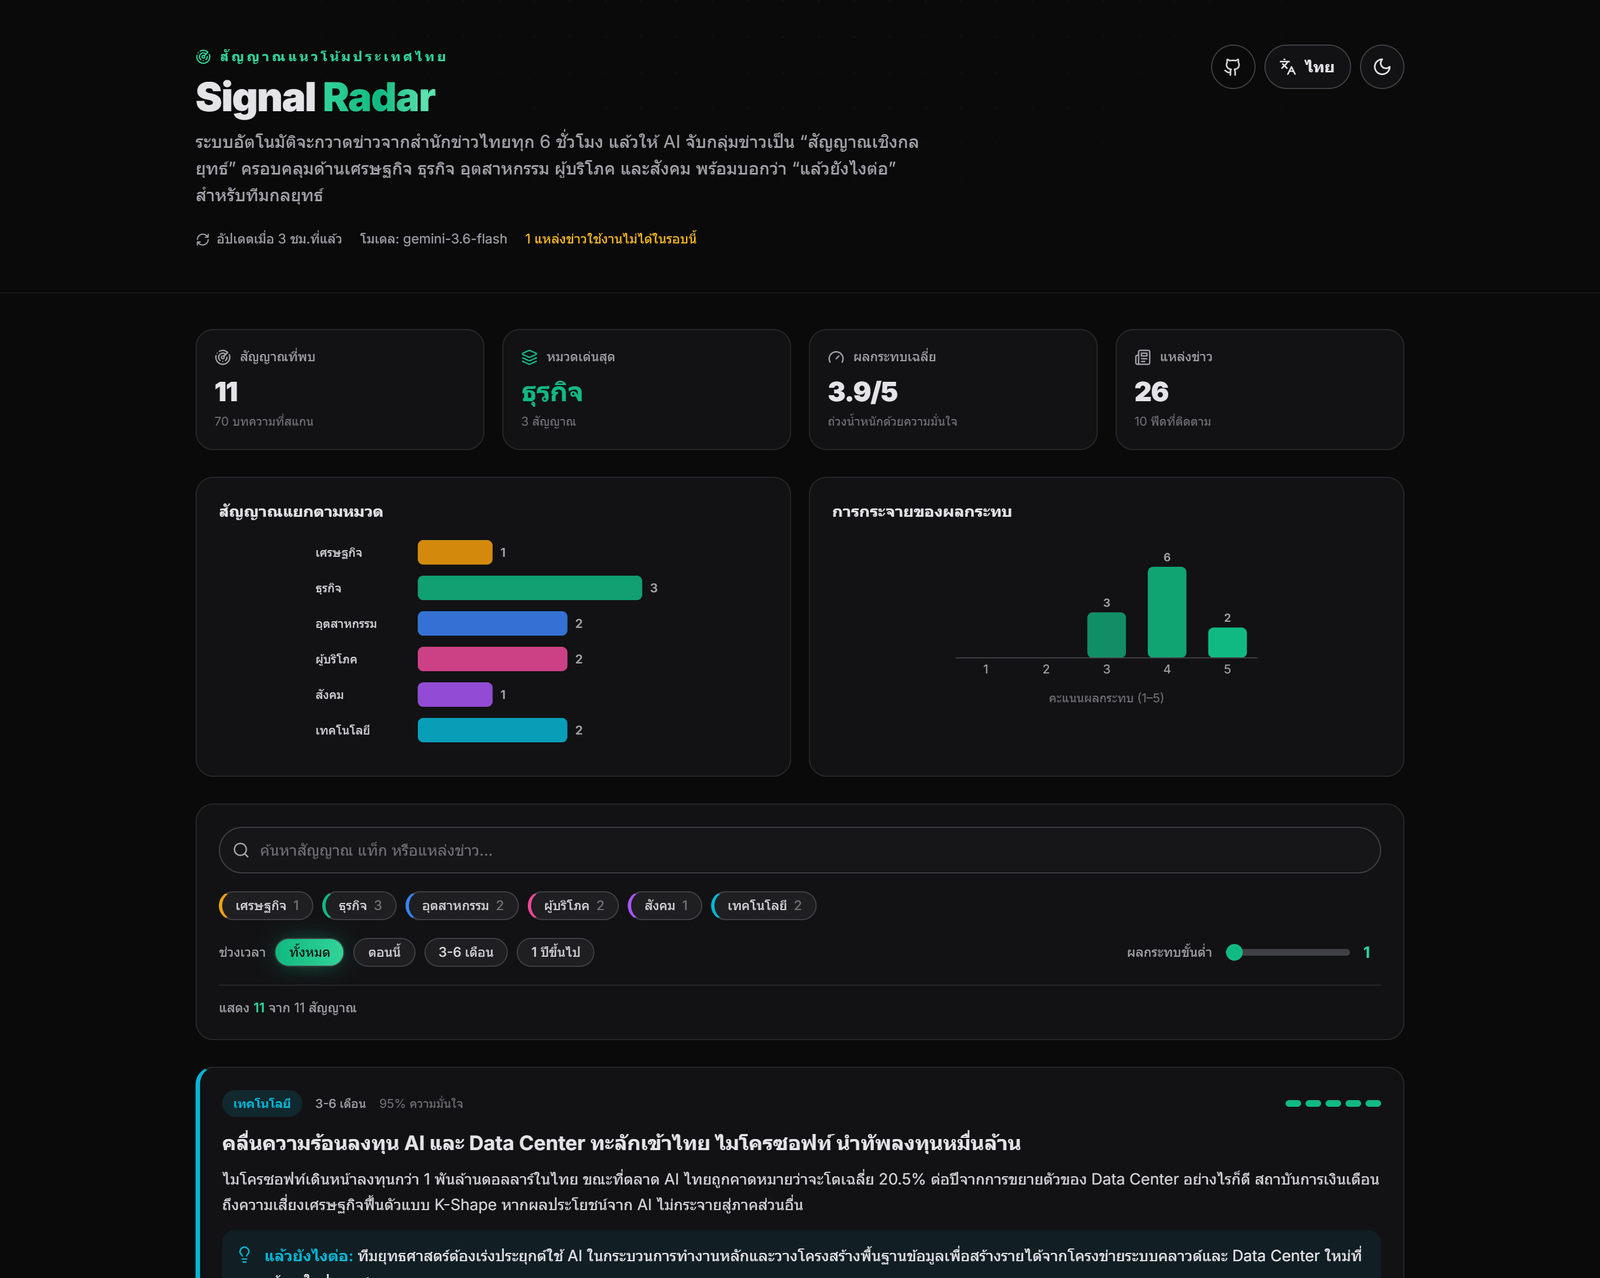 สัญญาณแนวโน้มประเทศไทย
Signal Radar
ไทย
ระบบอัตโนมัติจะกวาดข่าวจากสำนักข่าวไทยทุก 6 ชั่วโมง แล้วให้ AI จับกลุ่มข่าวเป็น “สัญญาณเชิงกล
ยุทธ์” ครอบคลุมด้านเศรษฐกิจ ธุรกิจ อุตสาหกรรม ผู้บริโภค และสังคม พร้อมบอกว่า “แล้วยังไงต่อ”
สำหรับทีมกลยุทธ์
อัปเดตเมื่อ 3 ชม.ที่แล้ว โมเดล: gemini-3.6-flash 1 แหล่งข่าวใช้งานไม่ได้ในรอบนี้
สัญญาณที่พบ
11
70 บทความที่สแกน
หมวดเด่นสุด
ธุรกิจ
3 สัญญาณ
ผลกระทบเฉลี่ย
3.9/5
ถ่วงน้ำหนักด้วยความมั่นใจ
แหล่งข่าว
26
10 ฟีดที่ติดตาม
สัญญาณแยกตามหมวด
เศรษฐกิจ 1
ธุรกิจ 3
อุตสาหกรรม 2
ผู้บริโภค 2
สังคม 1
เทคโนโลยี 2
การกระจายของผลกระทบ
3 6 2
1 2 3 4 5
คะแนนผลกระทบ (1–5)
ค้นหาสัญญาณ แท็ก หรือแหล่งข่าว...
เศรษฐกิจ 1 ธุรกิจ 3 อุตสาหกรรม 2 ผู้บริโภค 2 สังคม 1 เทคโนโลยี 2
ช่วงเวลา ทั้งหมด ตอนนี้ 3-6 เดือน 1 ปีขึ้นไป ผลกระทบขั้นต่ำ 1
แสดง 11 จาก 11 สัญญาณ
เทคโนโลยี 3-6 เดือน 95% ความมั่นใจ
คลื่นความร้อนลงทุน AI และ Data Center ทะลักเข้าไทย ไมโครซอฟท์นำทัพลงทุนหมื่นล้าน
ไมโครซอฟท์เดินหน้าลงทุนกว่า 1 พันล้านดอลลาร์ในไทย ขณะที่ตลาด AI ไทยถูกคาดหมายว่าจะโตเฉลี่ย 20.5% ต่อปีจากการขยายตัวของ Data Center อย่างไรก็ดี สถาบันการเงินเตือน
ถึงความเสี่ยงเศรษฐกิจฟื้นตัวแบบ K-Shape หากผลประโยชน์จาก AI ไม่กระจายสู่ภาคส่วนอื่น
แล้วยังไงต่อ: ทีมยุทธศาสตร์ต้องเร่งประยุกต์ใช้ AI ในกระบวนการทำงานหลักและวางโครงสร้างพื้นฐานข้อมูลเพื่อสร้างรายได้จากโครงข่ายระบบคลาวด์และ Data Center ใหม่ที่